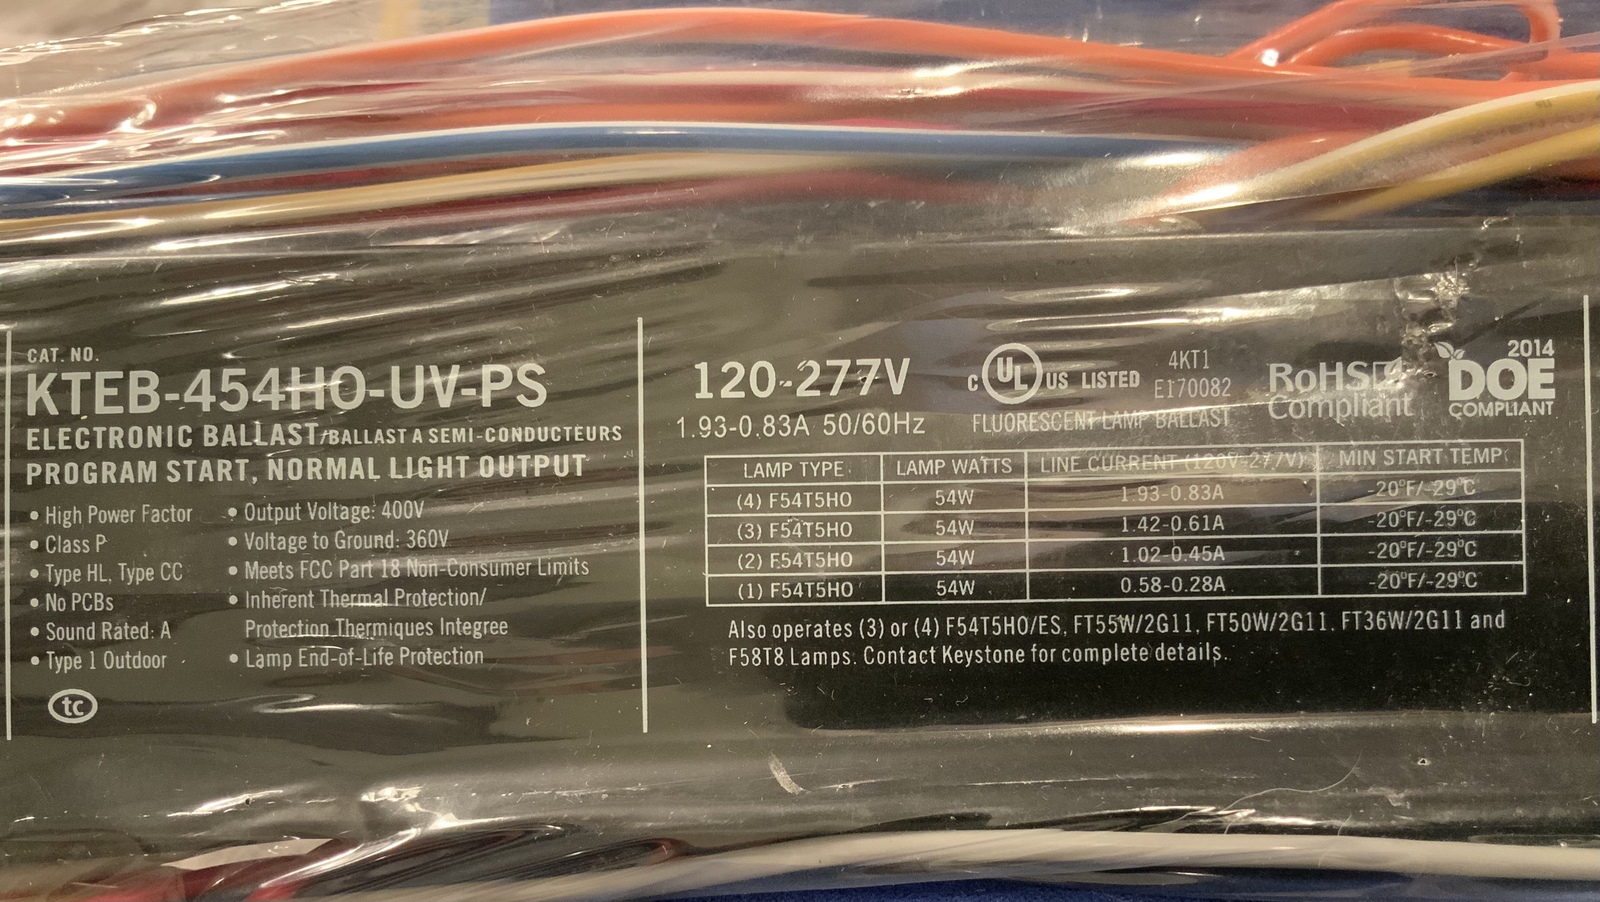 CAT. NO.
KTEB-454HO-UV-PS
ELECTRONIC BALLAST/BALLAST A SEMI-CONDUCTEURS
PROGRAM START, NORMAL LIGHT OUTPUT
• High Power Factor
• Class P
• Type HL, Type CC
• No PCBs
• Sound Rated: A
• Type 1 Outdoor
• Output Voltage: 400V
• Voltage to Ground: 360V
• Meets FCC Part 18 Non-Consumer Limits
• Inherent Thermal Protection/
Protection Thermiques Integree
• Lamp End-of-Life Protection
tc
120-277V
1.93-0.83A 50/60Hz
c UL US LISTED
4KT1
E170082
FLUORESCENT LAMP BALLAST
RoHS
Compliant
2014
DOE
COMPLIANT
LAMP TYPE LAMP WATTS LINE CURRENT (120V-277V) MIN START TEMP
(4) F54T5HO 54W 1.93-0.83A -20°F/-29°C
(3) F54T5HO 54W 1.42-0.61A -20°F/-29°C
(2) F54T5HO 54W 1.02-0.45A -20°F/-29°C
(1) F54T5HO 54W 0.58-0.28A -20°F/-29°C
Also operates (3) or (4) F54T5HO/ES, FT55W/2G11, FT50W/2G11, FT36W/2G11 and
F58T8 Lamps. Contact Keystone for complete details.